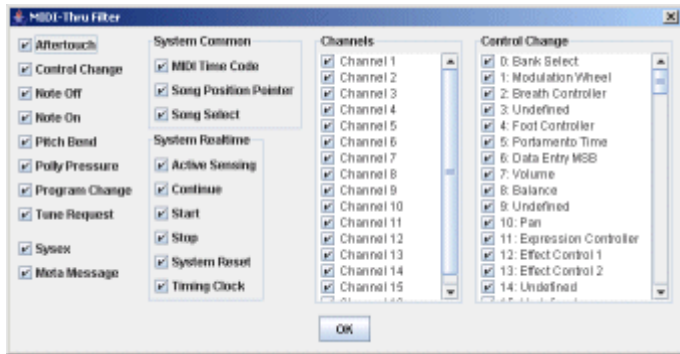 MIDI-Thru Filter
Aftertouch
Control Change
Note Off
Note On
Pitch Bend
Polly Pressure
Program Change
Tune Request
Sysex
Meta Message
System Common
MIDI Time Code
Song Position Pointer
Song Select
System Realtime
Active Sensing
Continue
Start
Stop
System Reset
Timing Clock
Channels
Channel 1
Channel 2
Channel 3
Channel 4
Channel 5
Channel 6
Channel 7
Channel 8
Channel 9
Channel 10
Channel 11
Channel 12
Channel 13
Channel 14
Channel 15
Control Change
0: Bank Select
1: Modulation Wheel
2: Breath Controller
3: Undefined
4: Foot Controller
5: Portamento Time
6: Data Entry MSB
7: Volume
8: Balance
9: Undefined
10: Pan
11: Expression Controller
12: Effect Control 1
13: Effect Control 2
14: Undefined
OK